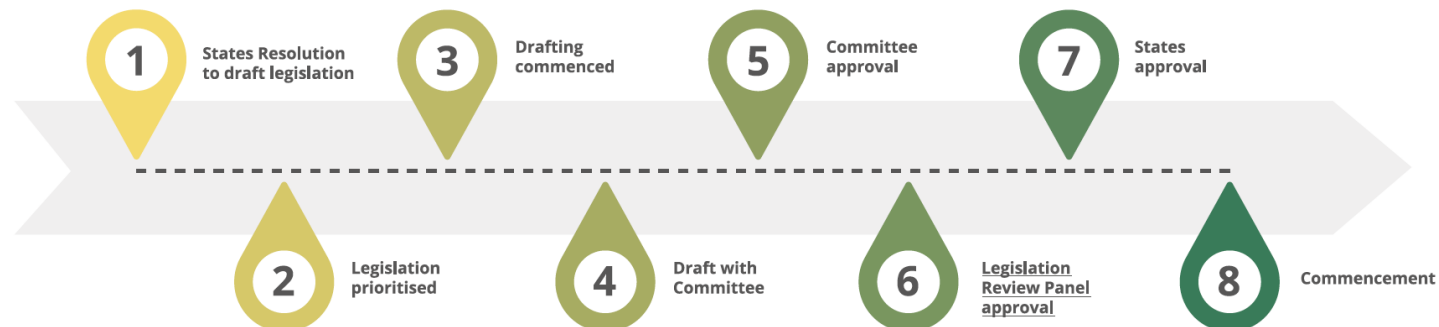 1
States Resolution
to draft legislation
2
Legislation
prioritised
3
Drafting
commenced
4
Draft with
Committee
5
Committee
approval
6
Legislation
Review Panel
approval
7
States
approval
8
Commencement